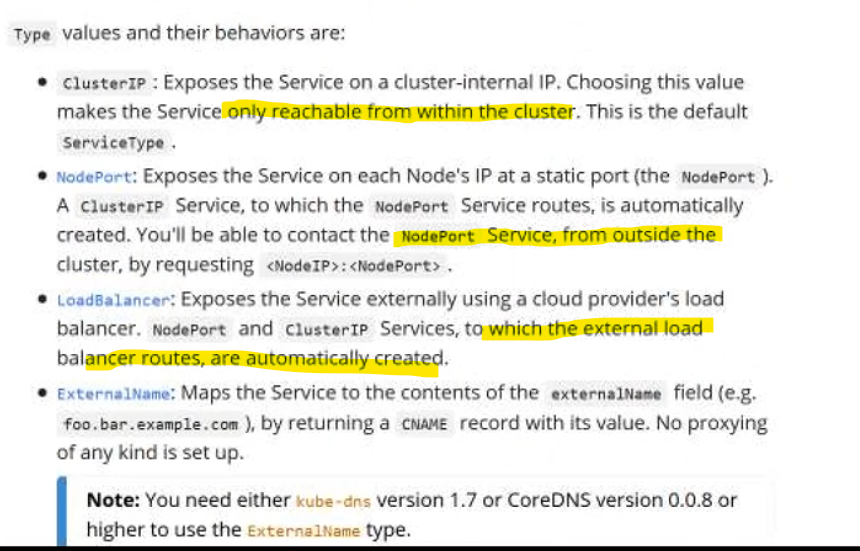 Type values and their behaviors are:
• ClusterIP : Exposes the Service on a cluster-internal IP. Choosing this value
makes the Service only reachable from within the cluster. This is the default
ServiceType .
• NodePort: Exposes the Service on each Node's IP at a static port (the NodePort ).
A ClusterIP Service, to which the NodePort Service routes, is automatically
created. You'll be able to contact the NodePort Service, from outside the
cluster, by requesting <NodeIP>:<NodePort> .
• LoadBalancer: Exposes the Service externally using a cloud provider's load
balancer. NodePort and ClusterIP Services, to which the external load
balancer routes, are automatically created.
• ExternalName: Maps the Service to the contents of the externalName field (e.g.
foo.bar.example.com ), by returning a CNAME record with its value. No proxying
of any kind is set up.
Note: You need either kube-dns version 1.7 or CoreDNS version 0.0.8 or
higher to use the ExternalName type.